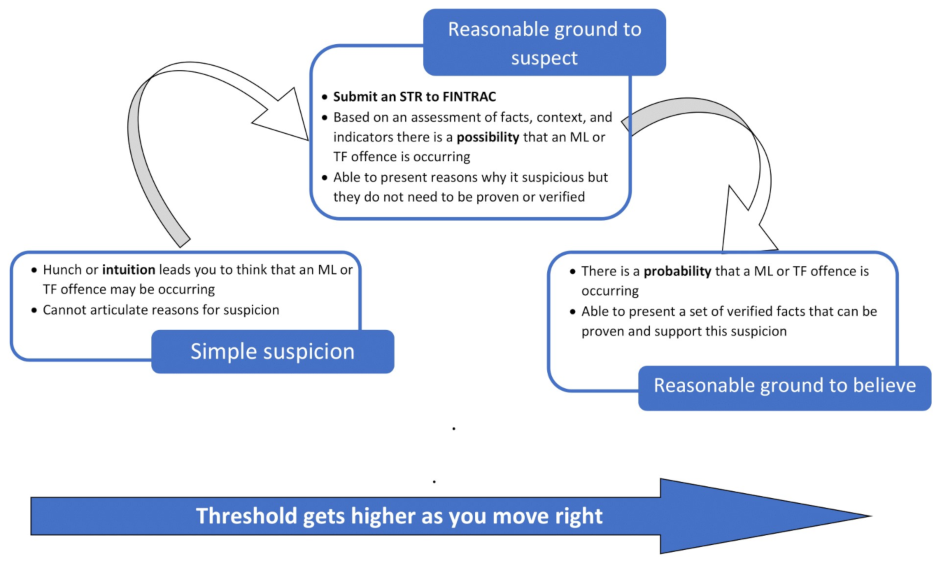 Reasonable ground to
suspect
• Submit an STR to FINTRAC
• Based on an assessment of facts, context, and
indicators there is a possibility that an ML or
TF offence is occurring
• Able to present reasons why it suspicious but
they do not need to be proven or verified
• Hunch or intuition leads you to think that an ML or
TF offence may be occurring
• Cannot articulate reasons for suspicion
Simple suspicion
• There is a probability that a ML or TF offence is
occurring
• Able to present a set of verified facts that can be
proven and support this suspicion
Reasonable ground to believe
.
.
Threshold gets higher as you move right